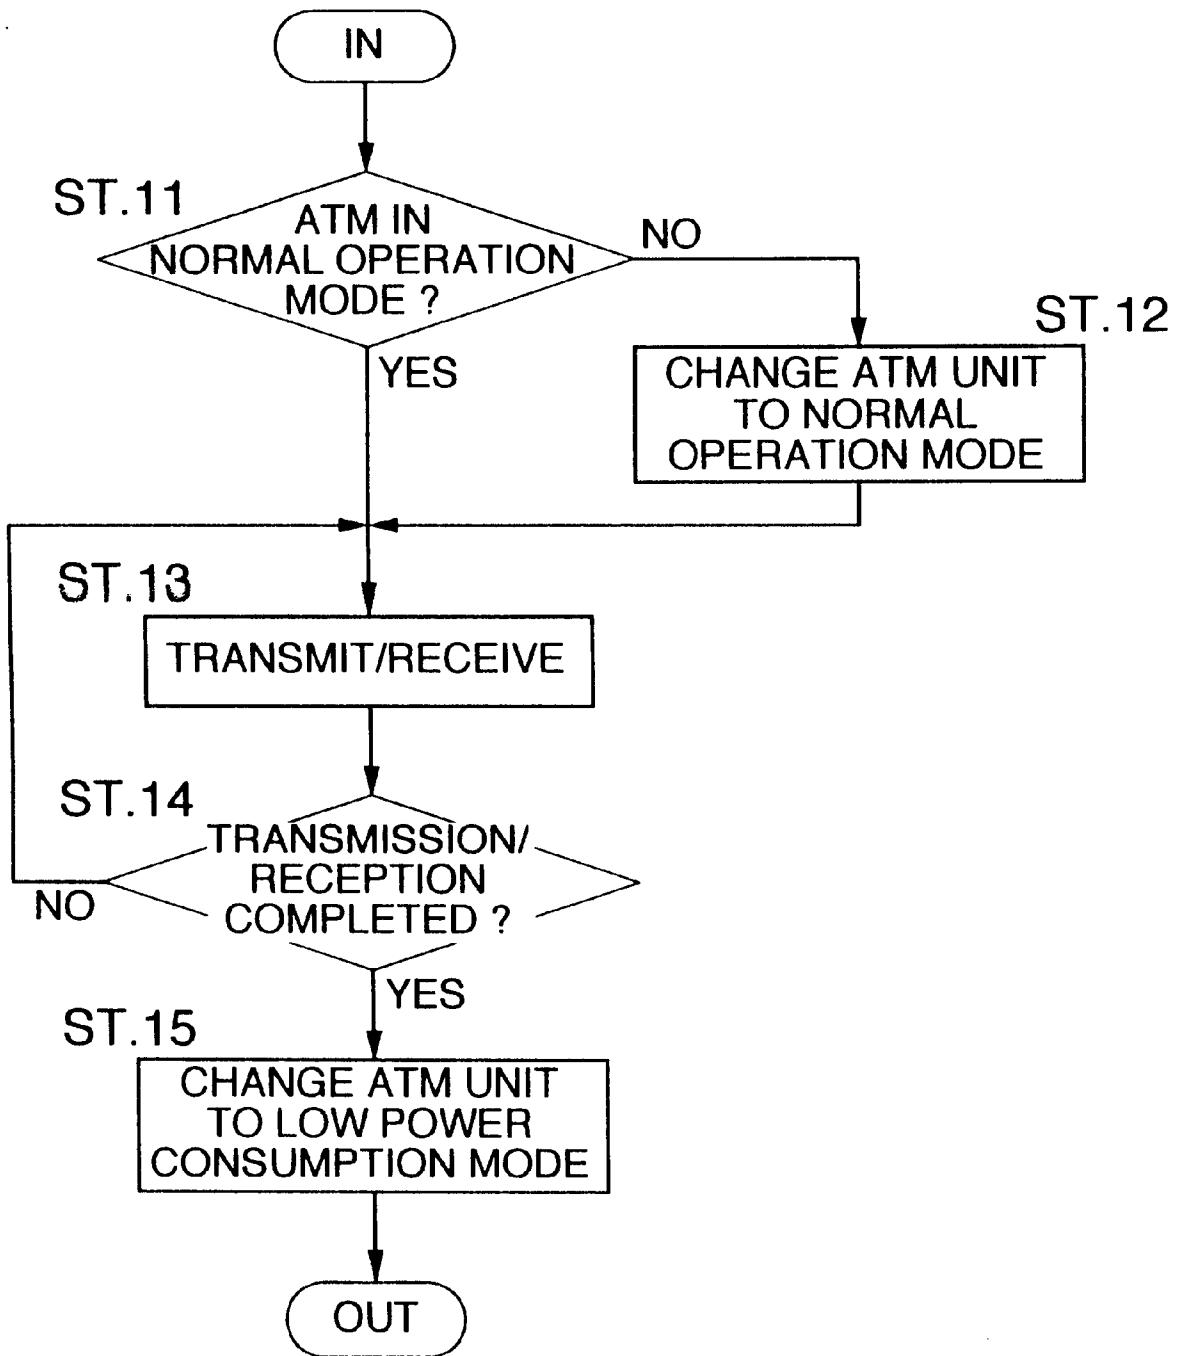 IN
ST.11
ATM IN
NORMAL OPERATION
MODE ?
NO
YES
ST.12
CHANGE ATM UNIT
TO NORMAL
OPERATION MODE
ST.13
TRANSMIT/RECEIVE
ST.14
TRANSMISSION/
RECEPTION
COMPLETED ?
NO
YES
ST.15
CHANGE ATM UNIT
TO LOW POWER
CONSUMPTION MODE
OUT